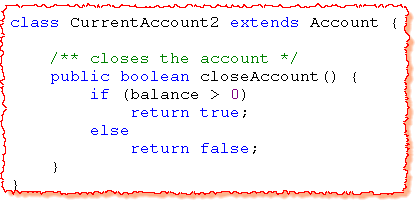 class CurrentAccount2 extends Account {
/** closes the account */
public boolean closeAccount() {
if (balance > 0)
return true;
else
return false;
}
}